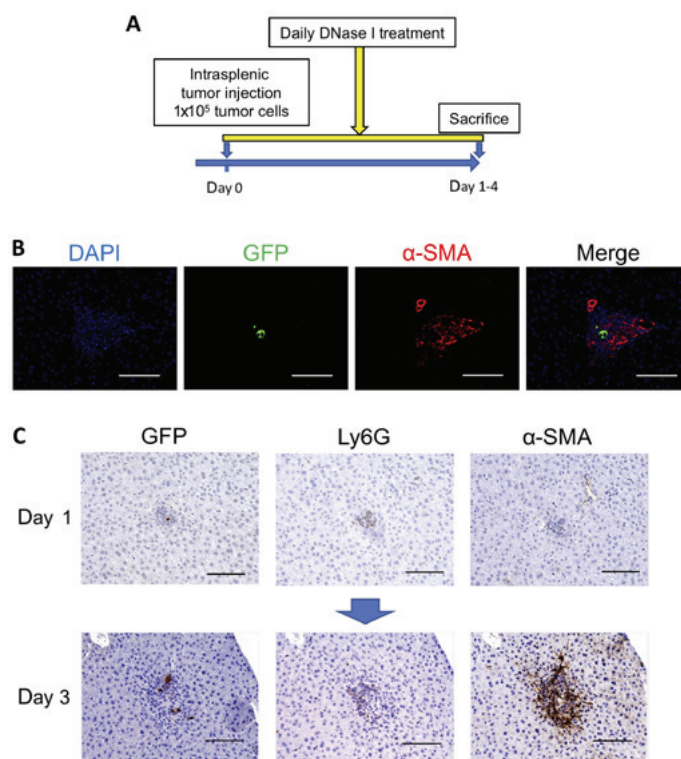 A
Daily DNase I treatment
Intrasplenic
tumor injection
1x10⁵ tumor cells
Sacrifice
Day 0
Day 1-4
B
DAPI
GFP
α-SMA
Merge
C
GFP
Ly6G
α-SMA
Day 1
Day 3